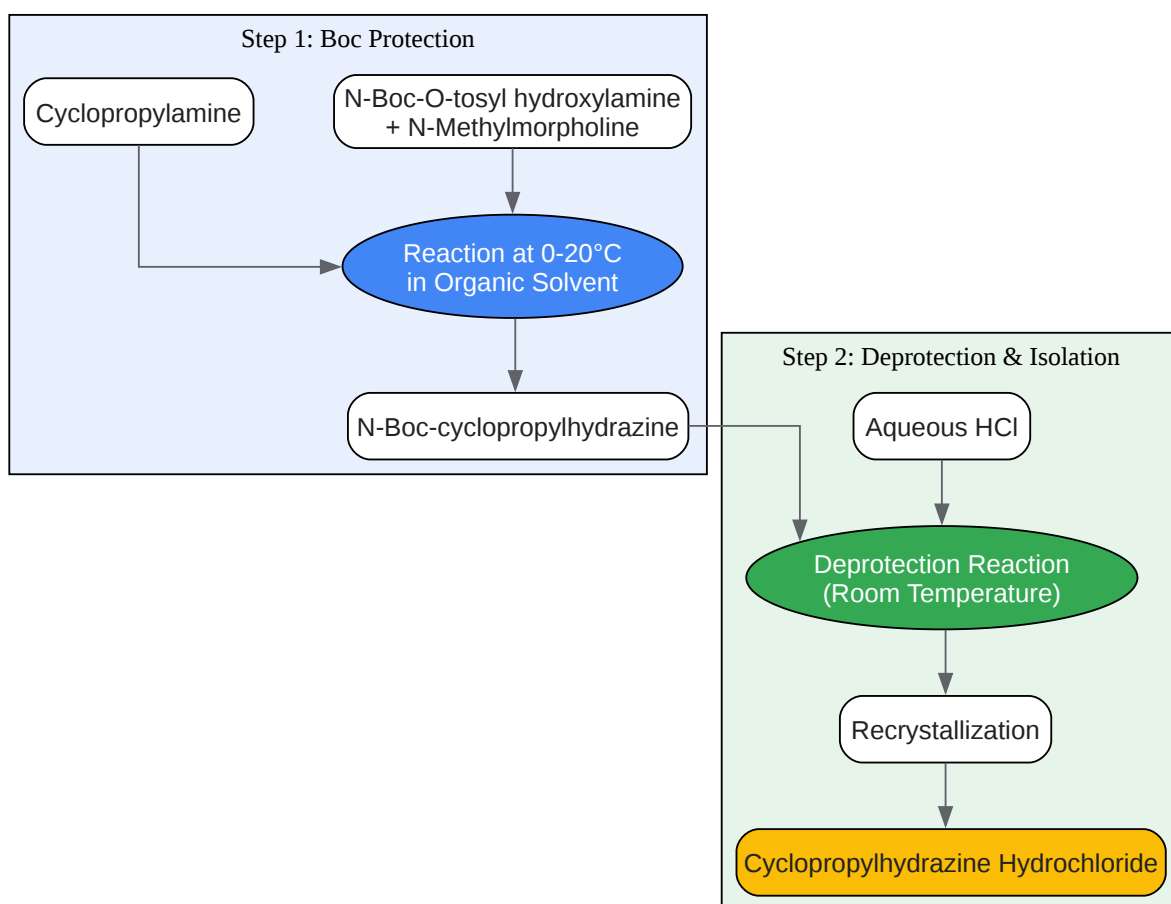 Step 1: Boc Protection
Cyclopropylamine
N-Boc-O-tosyl hydroxylamine
+ N-Methylmorpholine
Reaction at 0-20°C
in Organic Solvent
N-Boc-cyclopropylhydrazine
Step 2: Deprotection & Isolation
Aqueous HCl
Deprotection Reaction
(Room Temperature)
Recrystallization
Cyclopropylhydrazine Hydrochloride